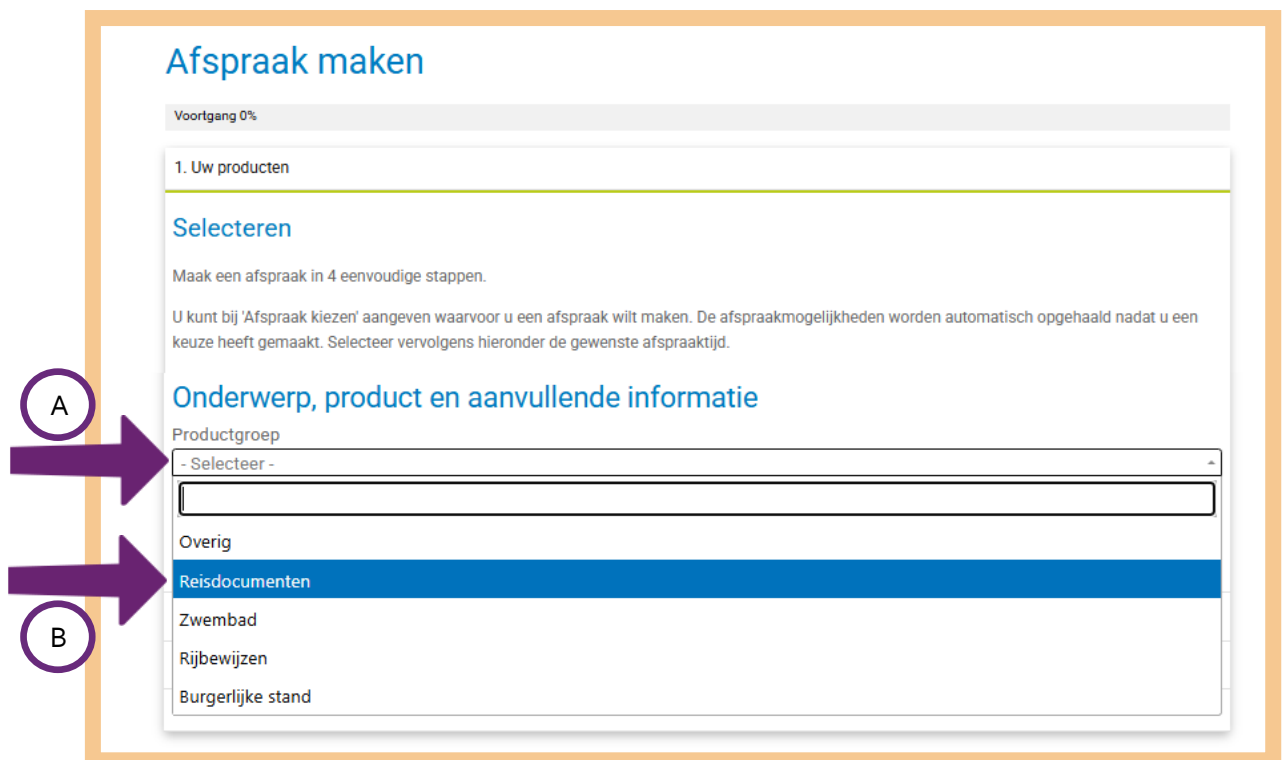 Afspraak maken
Voortgang 0%
1. Uw producten
Selecteren
Maak een afspraak in 4 eenvoudige stappen.
U kunt bij 'Afspraak kiezen' aangeven waarvoor u een afspraak wilt maken. De afspraakmogelijkheden worden automatisch opgehaald nadat u een
keuze heeft gemaakt. Selecteer vervolgens hieronder de gewenste afspraaktijd.
A
Onderwerp, product en aanvullende informatie
Productgroep
- Selecteer -
Overig
Reisdocumenten
Zwembad
B
Rijbewijzen
Burgerlijke stand